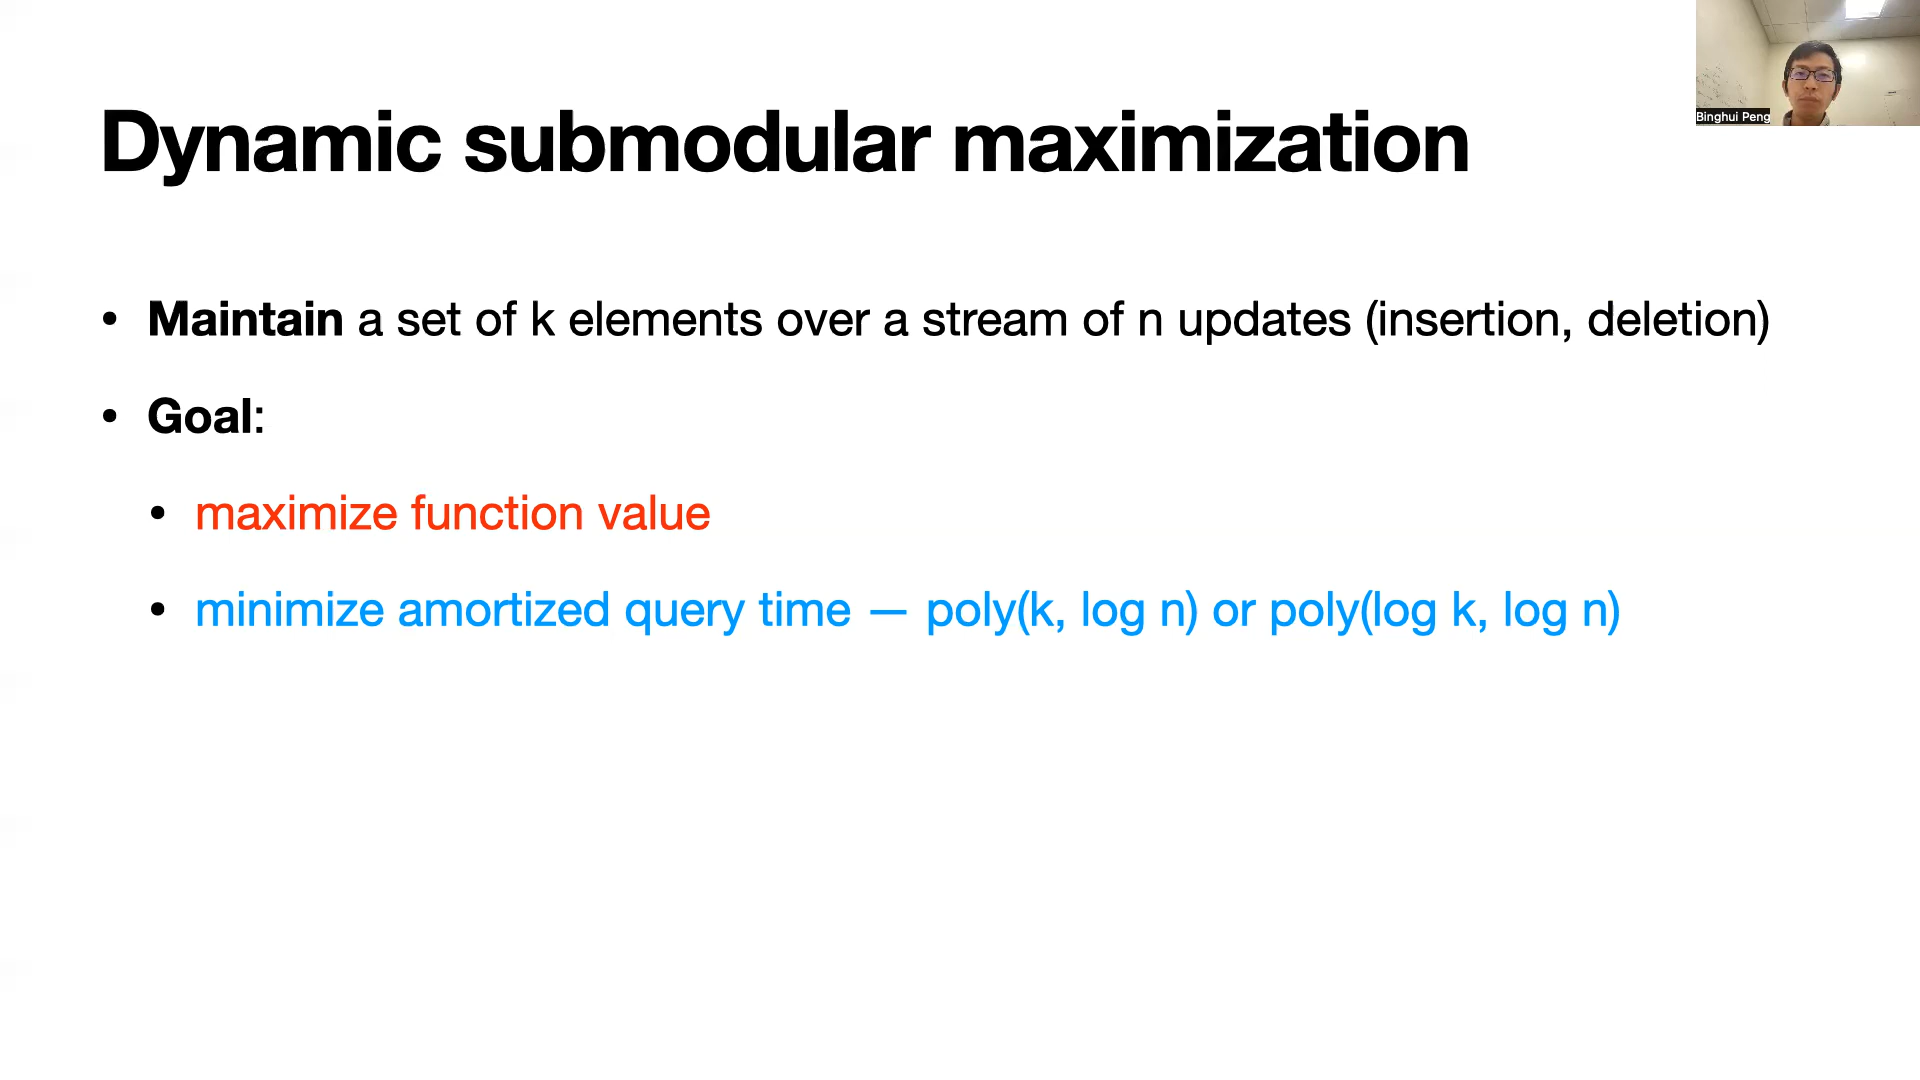 Dynamic submodular maximization
Binghui Peng
• Maintain a set of k elements over a stream of n updates (insertion, deletion)
• Goal:
• maximize function value
• minimize amortized query time — poly(k, log n) or poly(log k, log n)